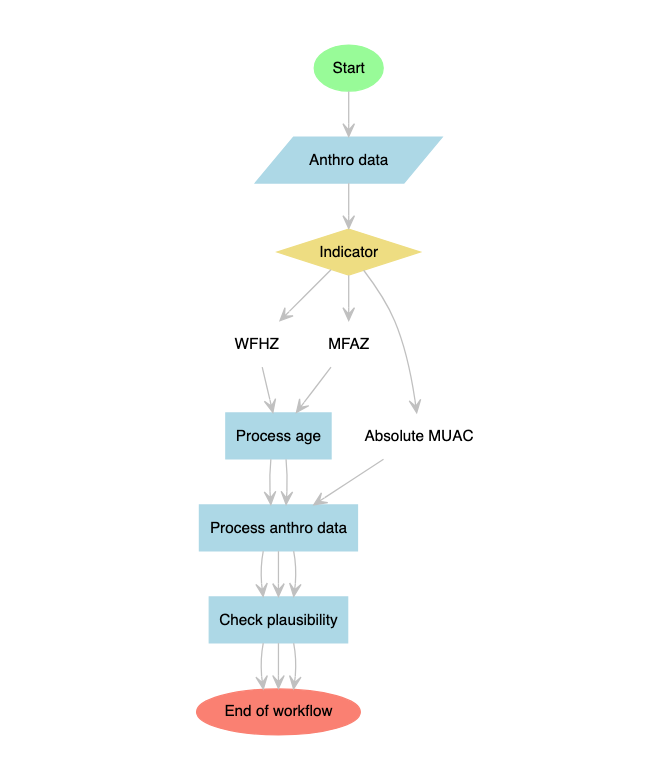 Start
Anthro data
Indicator
WFHZ
MFAZ
Process age
Absolute MUAC
Process anthro data
Check plausibility
End of workflow